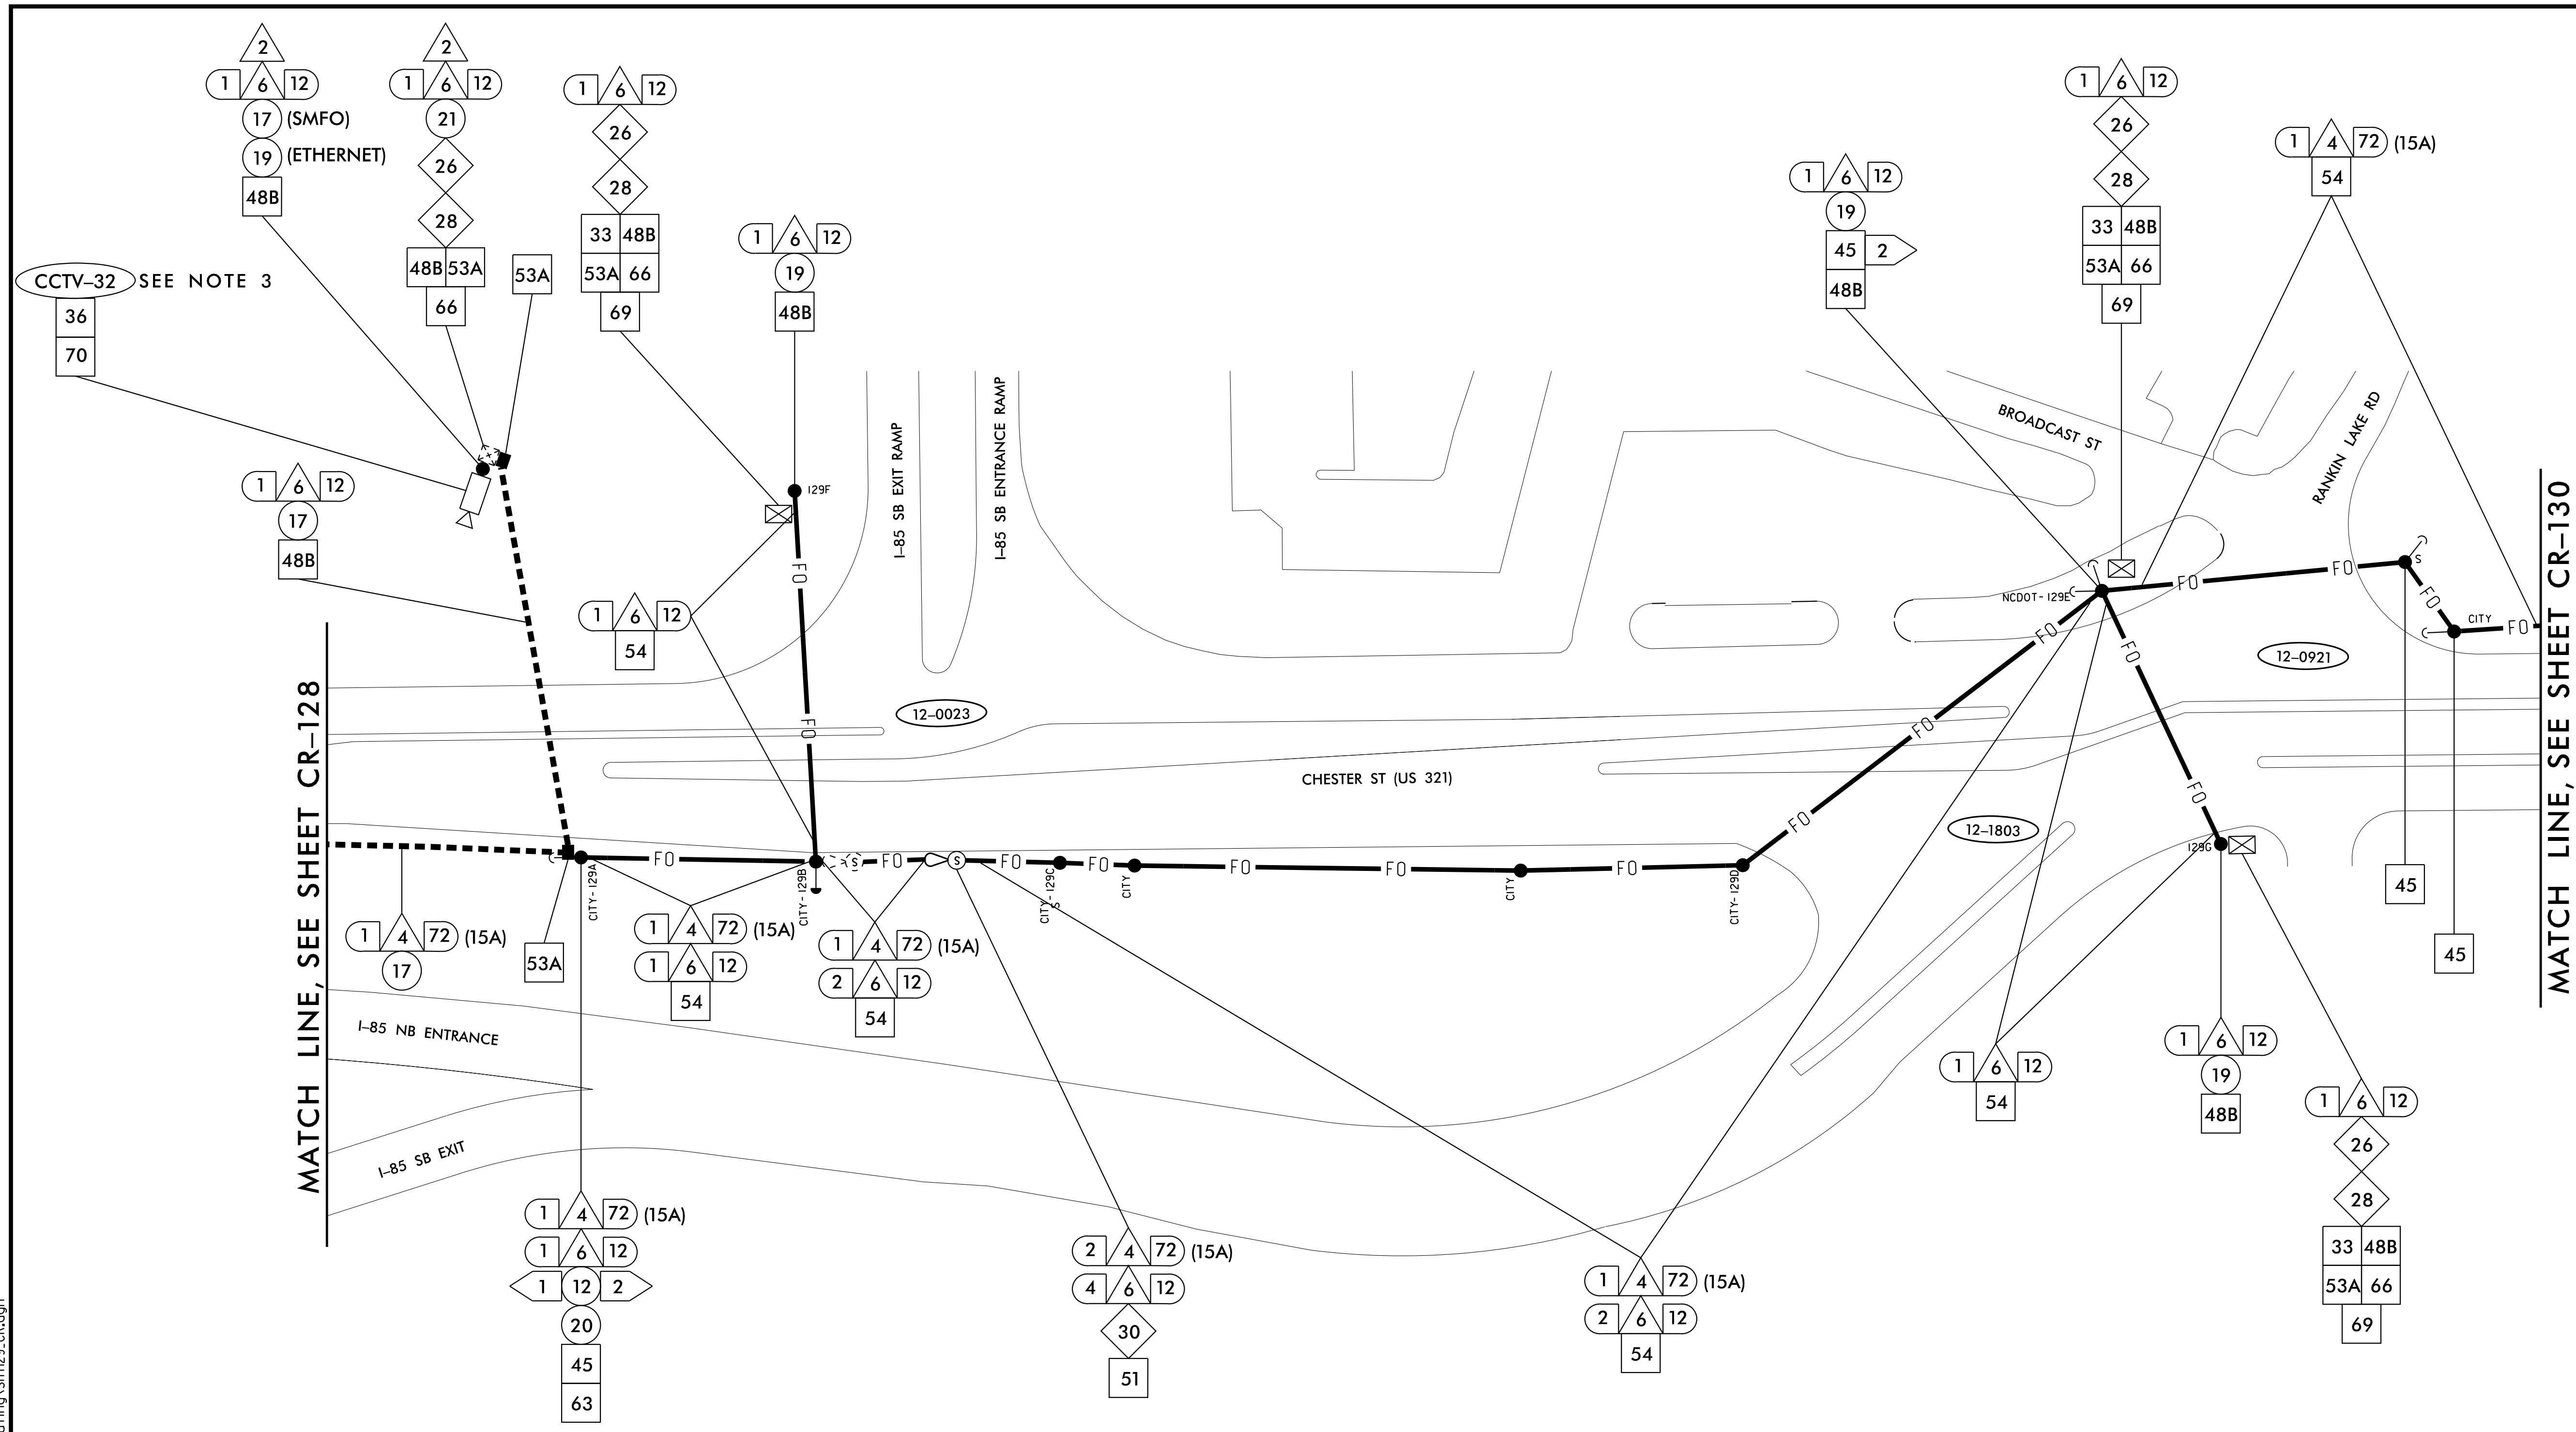 2
1 6 12
17 (SMFO)
19 (ETHERNET)
48B
2
1 6 12
21
26
28
48B 53A
66
53A
1 6 12
26
28
33 48B
53A 66
69
1 6 12
19
48B
CCTV-32 SEE NOTE 3
36
70
1 6 12
17
48B
1 6 12
54
129F
I-85 SB EXIT RAMP
I-85 SB ENTRANCE RAMP
FO
FO
1 6 12
19
45 2
48B
1 6 12
26
28
33 48B
53A 66
69
1 4 72 (15A)
54
BROADCAST ST
RANKIN LAKE RD
NCDOT-129E
FO
FO
S
FO
CITY
FO
FO
FO
FO
FO
FO
12-0921
12-0023
12-1803
CHESTER ST (US 321)
MATCH LINE, SEE SHEET CR-128
MATCH LINE, SEE SHEET CR-130
FO
S
FO
S
FO
FO
FO
FO
FO
CITY-129A
CITY-129B
CITY-129C
S
CITY
CITY
CITY-129D
129G
1 4 72 (15A)
17
53A
1 4 72 (15A)
1 6 12
54
1 4 72 (15A)
2 6 12
54
I-85 NB ENTRANCE
I-85 SB EXIT
1 4 72 (15A)
1 6 12
1 12 2
20
45
63
2 4 72 (15A)
4 6 12
30
51
1 4 72 (15A)
2 6 12
54
1 6 12
54
1 6 12
19
48B
1 6 12
26
28
33 48B
53A 66
69
45
45